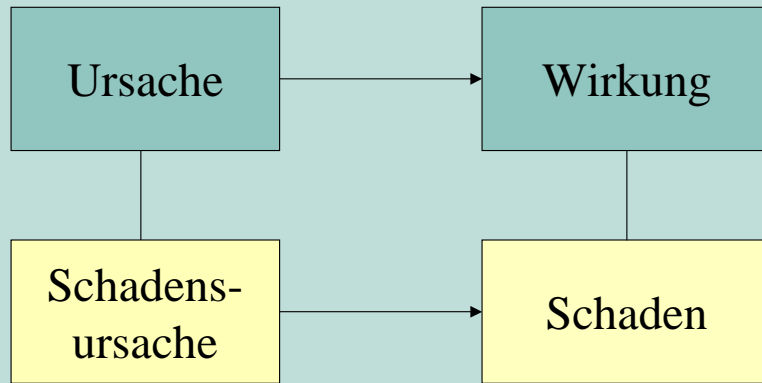 Ursache
Wirkung
Schadens-
ursache
Schaden